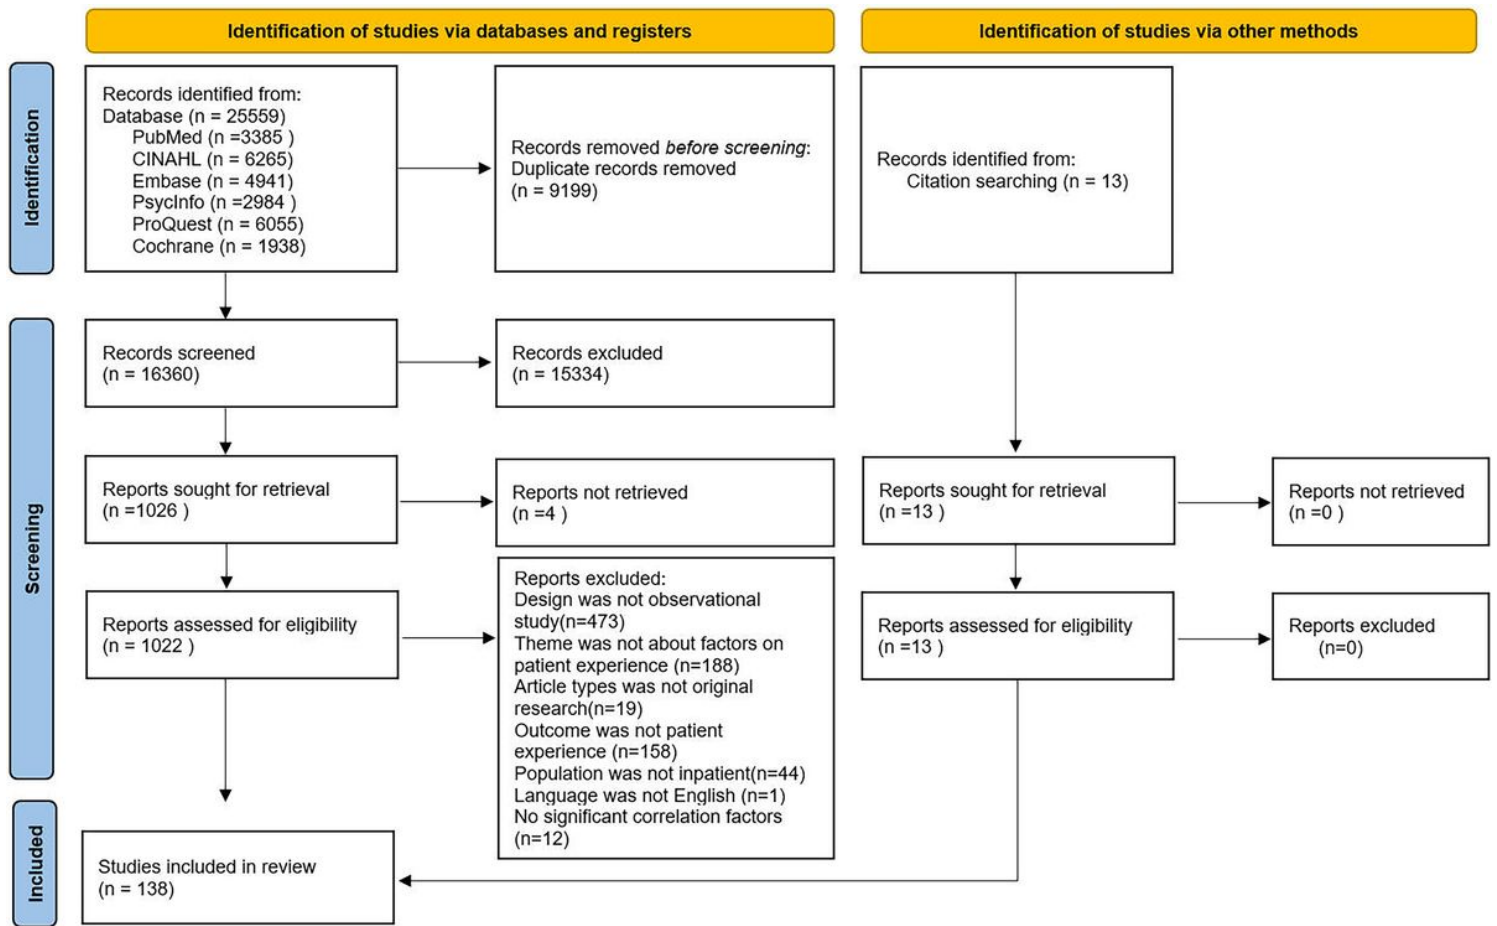 Identification of studies via databases and registers
Identification of studies via other methods
Identification
Records identified from:
Database (n = 25559)
PubMed (n =3385 )
CINAHL (n = 6265)
Embase (n = 4941)
PsycInfo (n =2984 )
ProQuest (n = 6055)
Cochrane (n = 1938)
Records removed before screening:
Duplicate records removed
(n = 9199)
Records identified from:
Citation searching (n = 13)
Screening
Records screened
(n = 16360)
Records excluded
(n = 15334)
Reports sought for retrieval
(n =1026 )
Reports not retrieved
(n =4 )
Reports sought for retrieval
(n =13 )
Reports not retrieved
(n =0 )
Reports assessed for eligibility
(n = 1022 )
Reports excluded:
Design was not observational
study(n=473)
Theme was not about factors on
patient experience (n=188)
Article types was not original
research(n=19)
Outcome was not patient
experience (n=158)
Population was not inpatient(n=44)
Language was not English (n=1)
No significant correlation factors
(n=12)
Reports assessed for eligibility
(n =13 )
Reports excluded
(n=0)
Included
Studies included in review
(n = 138)